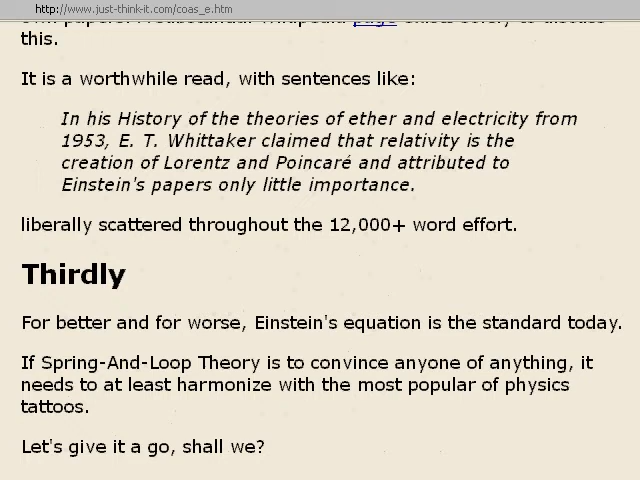 http://www.just-think-it.com/coas_e.htm
page
this.
It is a worthwhile read, with sentences like:
In his History of the theories of ether and electricity from
1953, E. T. Whittaker claimed that relativity is the
creation of Lorentz and Poincaré and attributed to
Einstein's papers only little importance.
liberally scattered throughout the 12,000+ word effort.
Thirdly
For better and for worse, Einstein's equation is the standard today.
If Spring-And-Loop Theory is to convince anyone of anything, it
needs to at least harmonize with the most popular of physics
tattoos.
Let's give it a go, shall we?